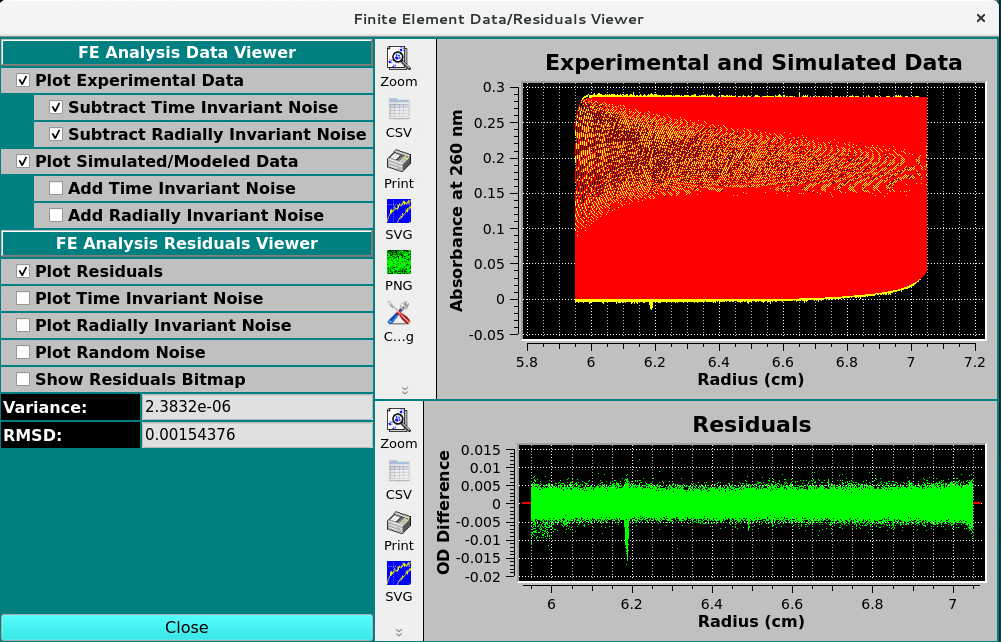 Finite Element Data/Residuals Viewer
×
FE Analysis Data Viewer
Plot Experimental Data
Subtract Time Invariant Noise
Subtract Radially Invariant Noise
Plot Simulated/Modeled Data
Add Time Invariant Noise
Add Radially Invariant Noise
FE Analysis Residuals Viewer
Plot Residuals
Plot Time Invariant Noise
Plot Radially Invariant Noise
Plot Random Noise
Show Residuals Bitmap
Variance: 2.3832e-06
RMSD: 0.00154376
Close
Zoom
CSV
Print
SVG
PNG
C...g
Experimental and Simulated Data
Absorbance at 260 nm
0.3
0.25
0.2
0.15
0.1
0.05
0
-0.05
5.8 6 6.2 6.4 6.6 6.8 7 7.2
Radius (cm)
Zoom
CSV
Print
SVG
Residuals
OD Difference
0.015
0.01
0.005
0
-0.005
-0.01
-0.015
-0.02
6 6.2 6.4 6.6 6.8 7
Radius (cm)